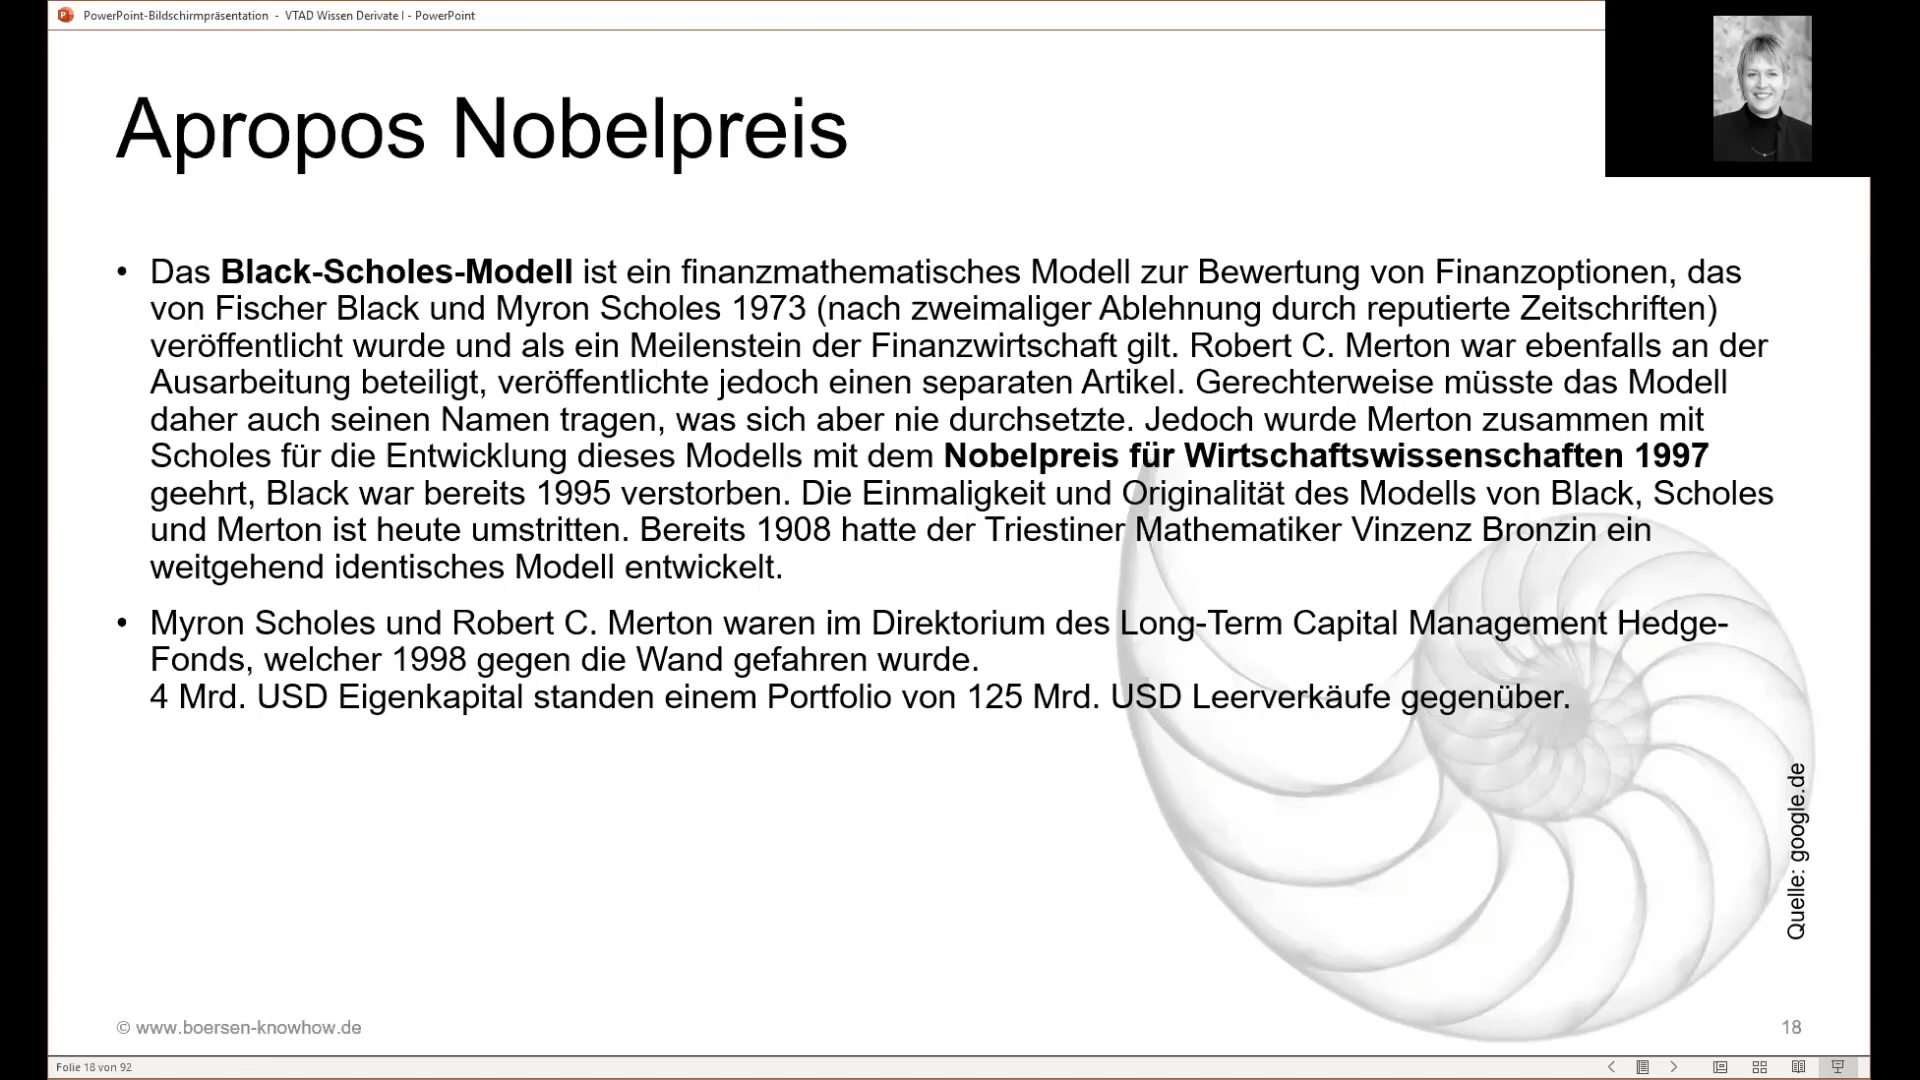 PowerPoint-Bildschirmpräsentation - VTAD Wissen Derivate I - PowerPoint
Apropos Nobelpreis
• Das Black-Scholes-Modell ist ein finanzmathematisches Modell zur Bewertung von Finanzoptionen, das
von Fischer Black und Myron Scholes 1973 (nach zweimaliger Ablehnung durch reputierte Zeitschriften)
veröffentlicht wurde und als ein Meilenstein der Finanzwirtschaft gilt. Robert C. Merton war ebenfalls an der
Ausarbeitung beteiligt, veröffentlichte jedoch einen separaten Artikel. Gerechterweise müsste das Modell
daher auch seinen Namen tragen, was sich aber nie durchsetzte. Jedoch wurde Merton zusammen mit
Scholes für die Entwicklung dieses Modells mit dem Nobelpreis für Wirtschaftswissenschaften 1997
geehrt, Black war bereits 1995 verstorben. Die Einmaligkeit und Originalität des Modells von Black, Scholes
und Merton ist heute umstritten. Bereits 1908 hatte der Triestiner Mathematiker Vinzenz Bronzin ein
weitgehend identisches Modell entwickelt.
• Myron Scholes und Robert C. Merton waren im Direktorium des Long-Term Capital Management Hedge-
Fonds, welcher 1998 gegen die Wand gefahren wurde.
4 Mrd. USD Eigenkapital standen einem Portfolio von 125 Mrd. USD Leerverkäufe gegenüber.
Quelle: google.de
© www.boersen-knowhow.de
18
Folie 18 von 92